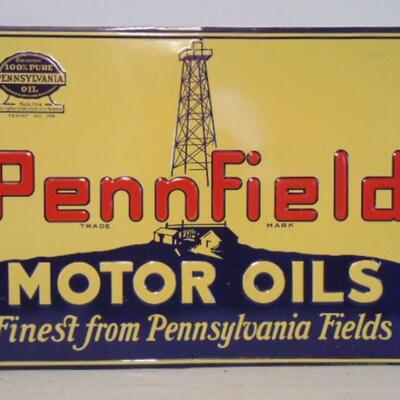 GUARANTEED
100% PURE
PENNSYLVANIA
OIL
PERMIT NO.
Pennfield
TRADE MARK
MOTOR OILS
Finest from Pennsylvania Fields